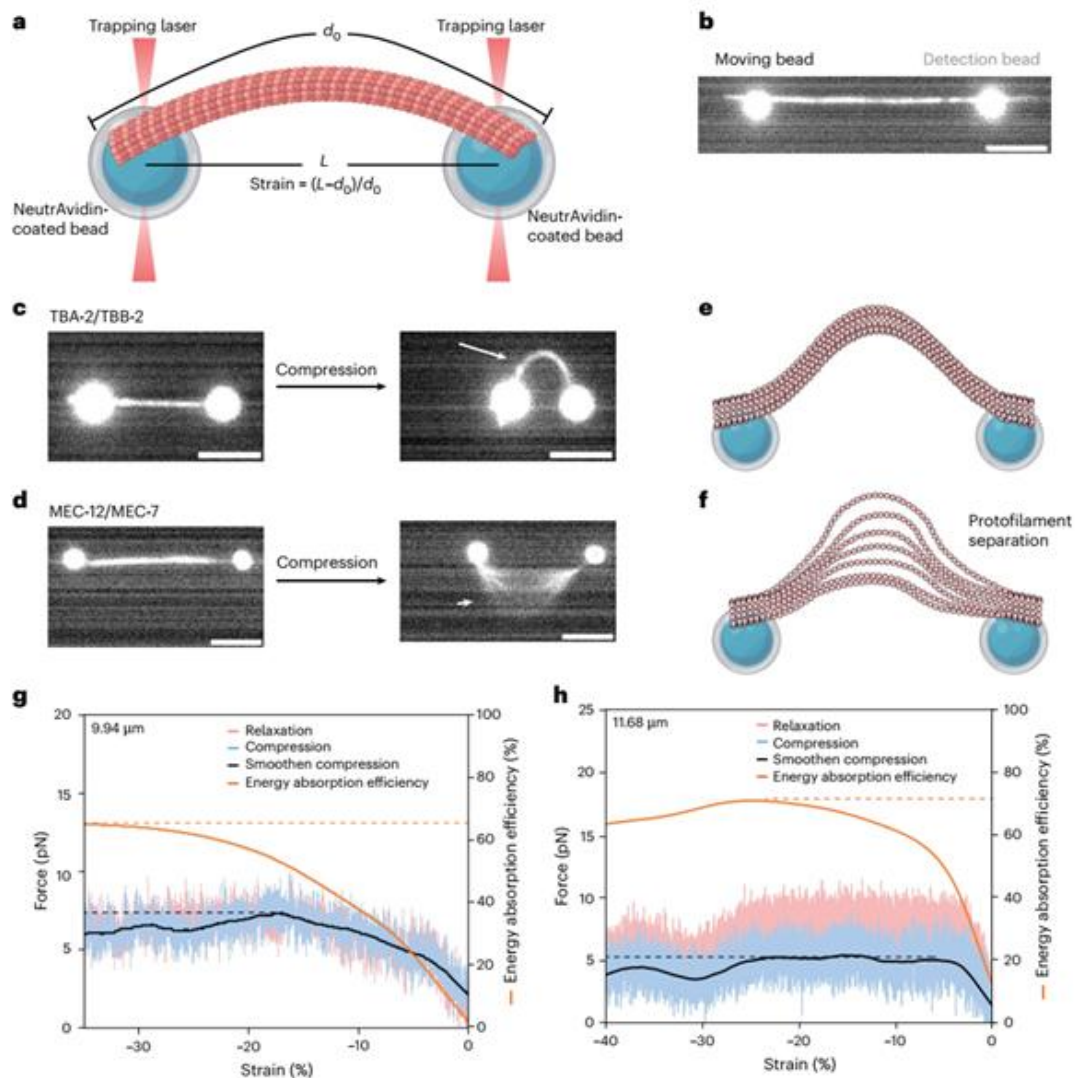 a
Trapping laser
d₀
Trapping laser
L
Strain = (L–d₀)/d₀
NeutrAvidin-
coated bead
NeutrAvidin-
coated bead
b
Moving bead
Detection bead
c
TBA-2/TBB-2
Compression
d
MEC-12/MEC-7
Compression
e
f
Protofilament
separation
g
9.94 µm
Relaxation
Compression
Smoothen compression
Energy absorption efficiency
Force (pN)
20
15
10
5
0
–30
–20
–10
0
Strain (%)
100
80
60
40
20
0
Energy absorption efficiency (%)
h
11.68 µm
Relaxation
Compression
Smoothen compression
Energy absorption efficiency
Force (pN)
25
20
15
10
5
0
–40
–30
–20
–10
0
Strain (%)
100
80
60
40
20
0
Energy absorption efficiency (%)